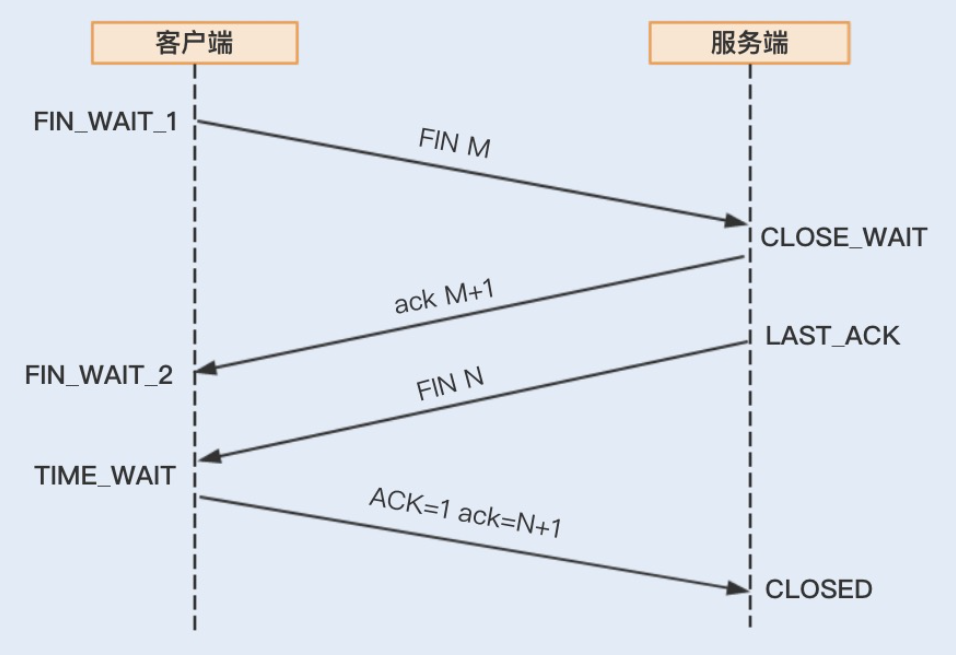 客户端
服务端
FIN_WAIT_1
FIN M
CLOSE_WAIT
ack M+1
LAST_ACK
FIN_WAIT_2
FIN N
TIME_WAIT
ACK=1 ack=N+1
CLOSED